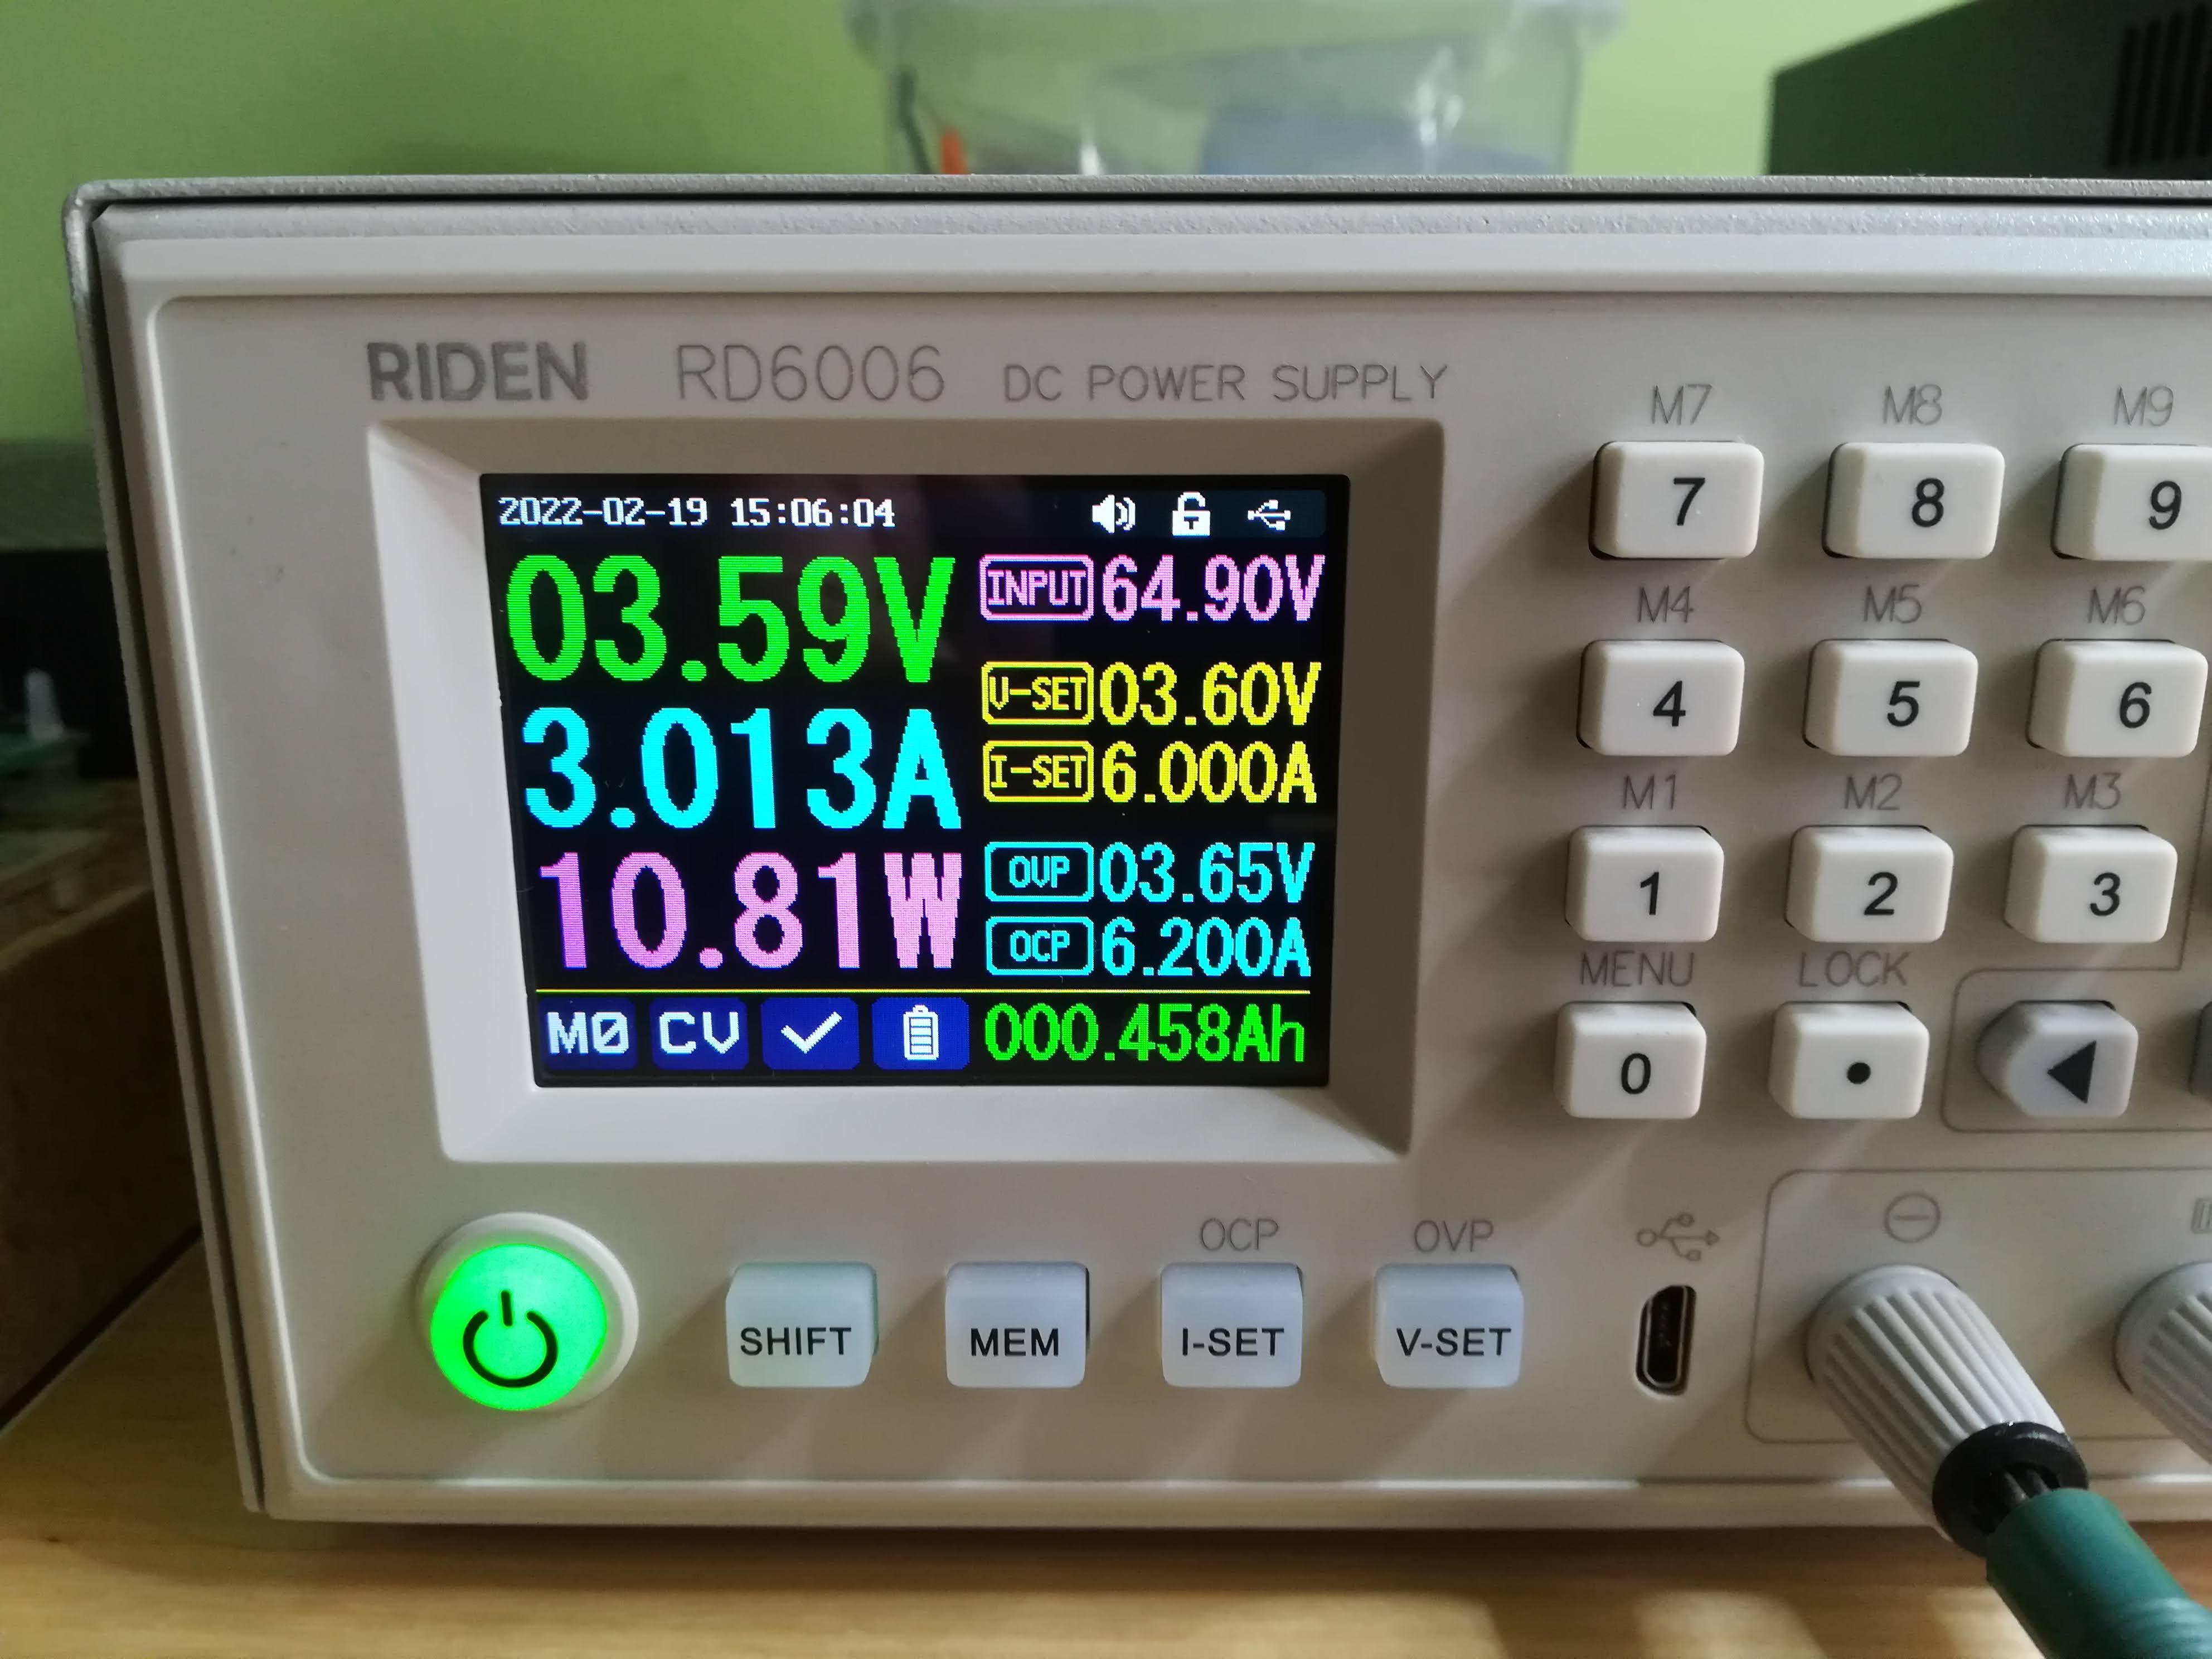 RIDEN RD6006 DC POWER SUPPLY
2022-02-19 15:06:04
03.59V
3.013A
10.81W
INPUT 64.90V
V-SET 03.60V
I-SET 6.000A
OVP 03.65V
OCP 6.200A
M0 CV 000.458Ah
M7 M8 M9
7 8 9
M4 M5 M6
4 5 6
M1 M2 M3
1 2 3
MENU LOCK
0 •
OCP OVP
SHIFT MEM I-SET V-SET